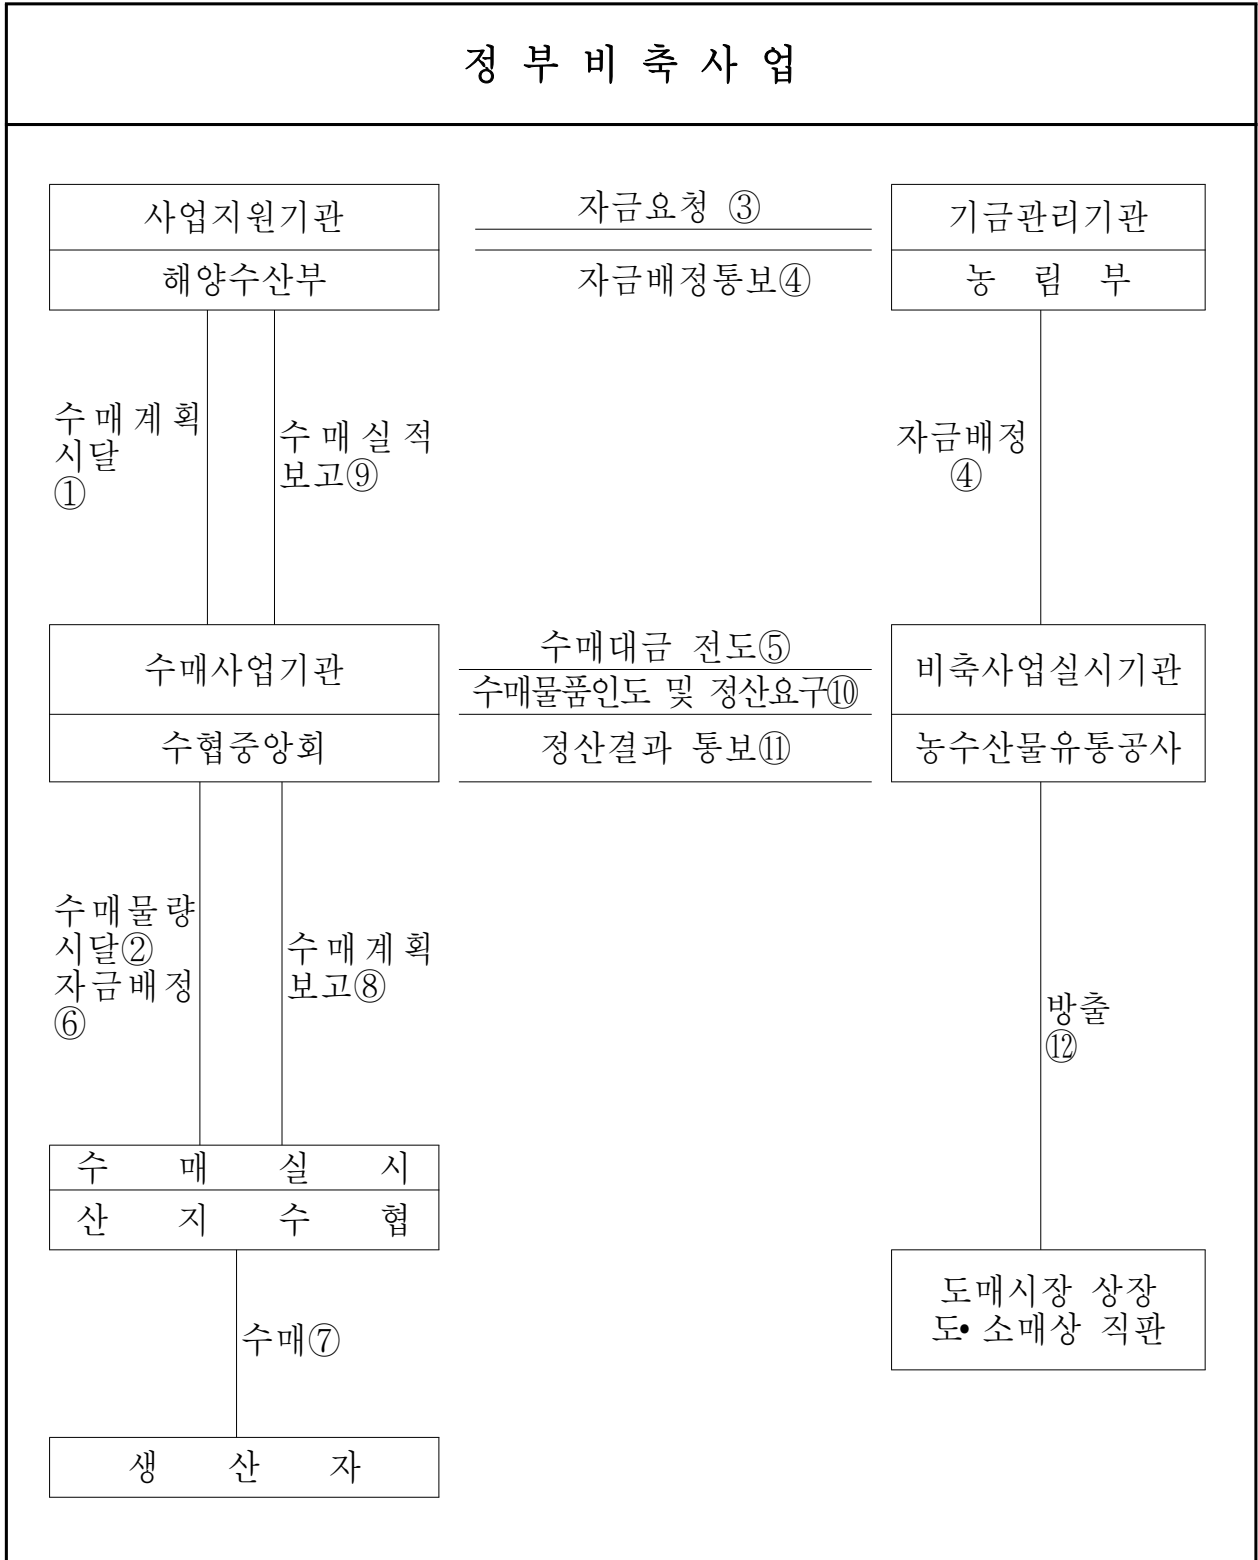 정 부 비 축 사 업
사업지원기관
해양수산부
자금요청 ③
자금배정통보④
기금관리기관
농 림 부
수매계획
시달
①
수매실적
보고⑨
자금배정
④
수매사업기관
수협중앙회
수매대금 전도⑤
수매물품인도 및 정산요구⑩
정산결과 통보⑪
비축사업실시기관
농수산물유통공사
수매물량
시달②
자금배정
⑥
수매계획
보고⑧
방출
⑫
수 매 실 시
산 지 수 협
수매⑦
생 산 자
도매시장 상장
도• 소매상 직판